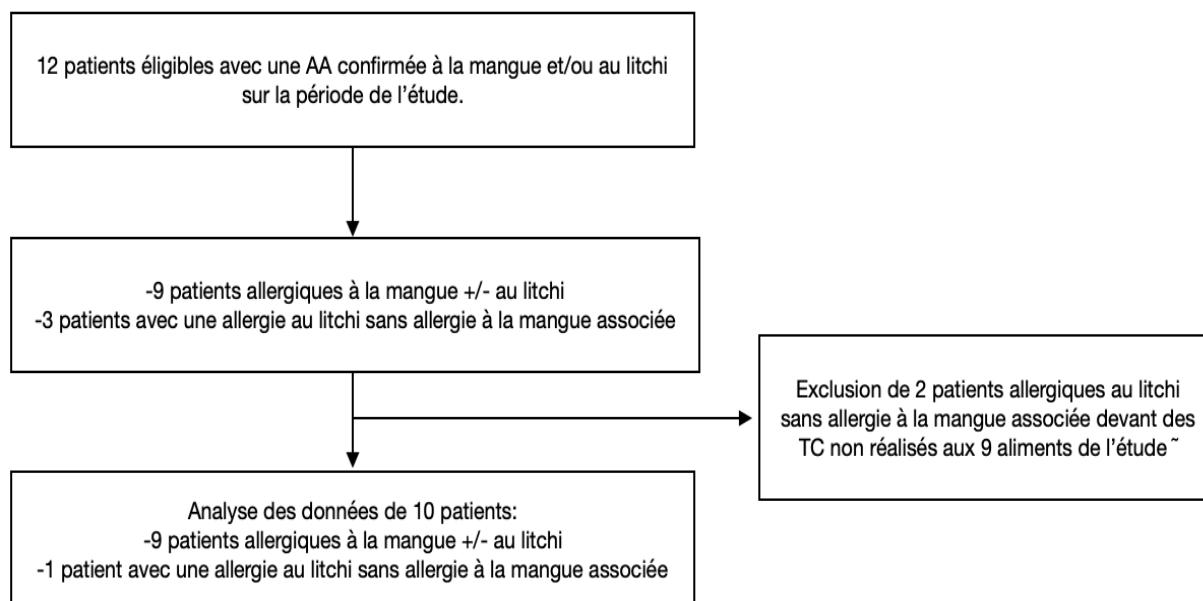 12 patients éligibles avec une AA confirmée à la mangue et/ou au litchi
sur la période de l'étude.
-9 patients allergiques à la mangue +/- au litchi
-3 patients avec une allergie au litchi sans allergie à la mangue associée
Exclusion de 2 patients allergiques au litchi
sans allergie à la mangue associée devant des
TC non réalisés aux 9 aliments de l'étude˜
Analyse des données de 10 patients:
-9 patients allergiques à la mangue +/- au litchi
-1 patient avec une allergie au litchi sans allergie à la mangue associée